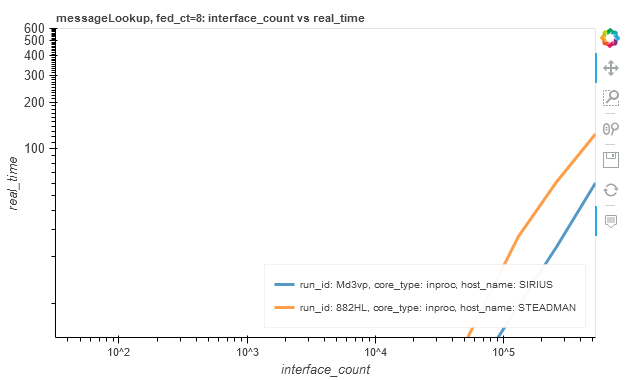 messageLookup, fed_ct=8: interface_count vs real_time
600
500
400
300
200
100
real_time
run_id: Md3vp, core_type: inproc, host_name: SIRIUS
run_id: 882HL, core_type: inproc, host_name: STEADMAN
10^2
10^3
10^4
10^5
interface_count